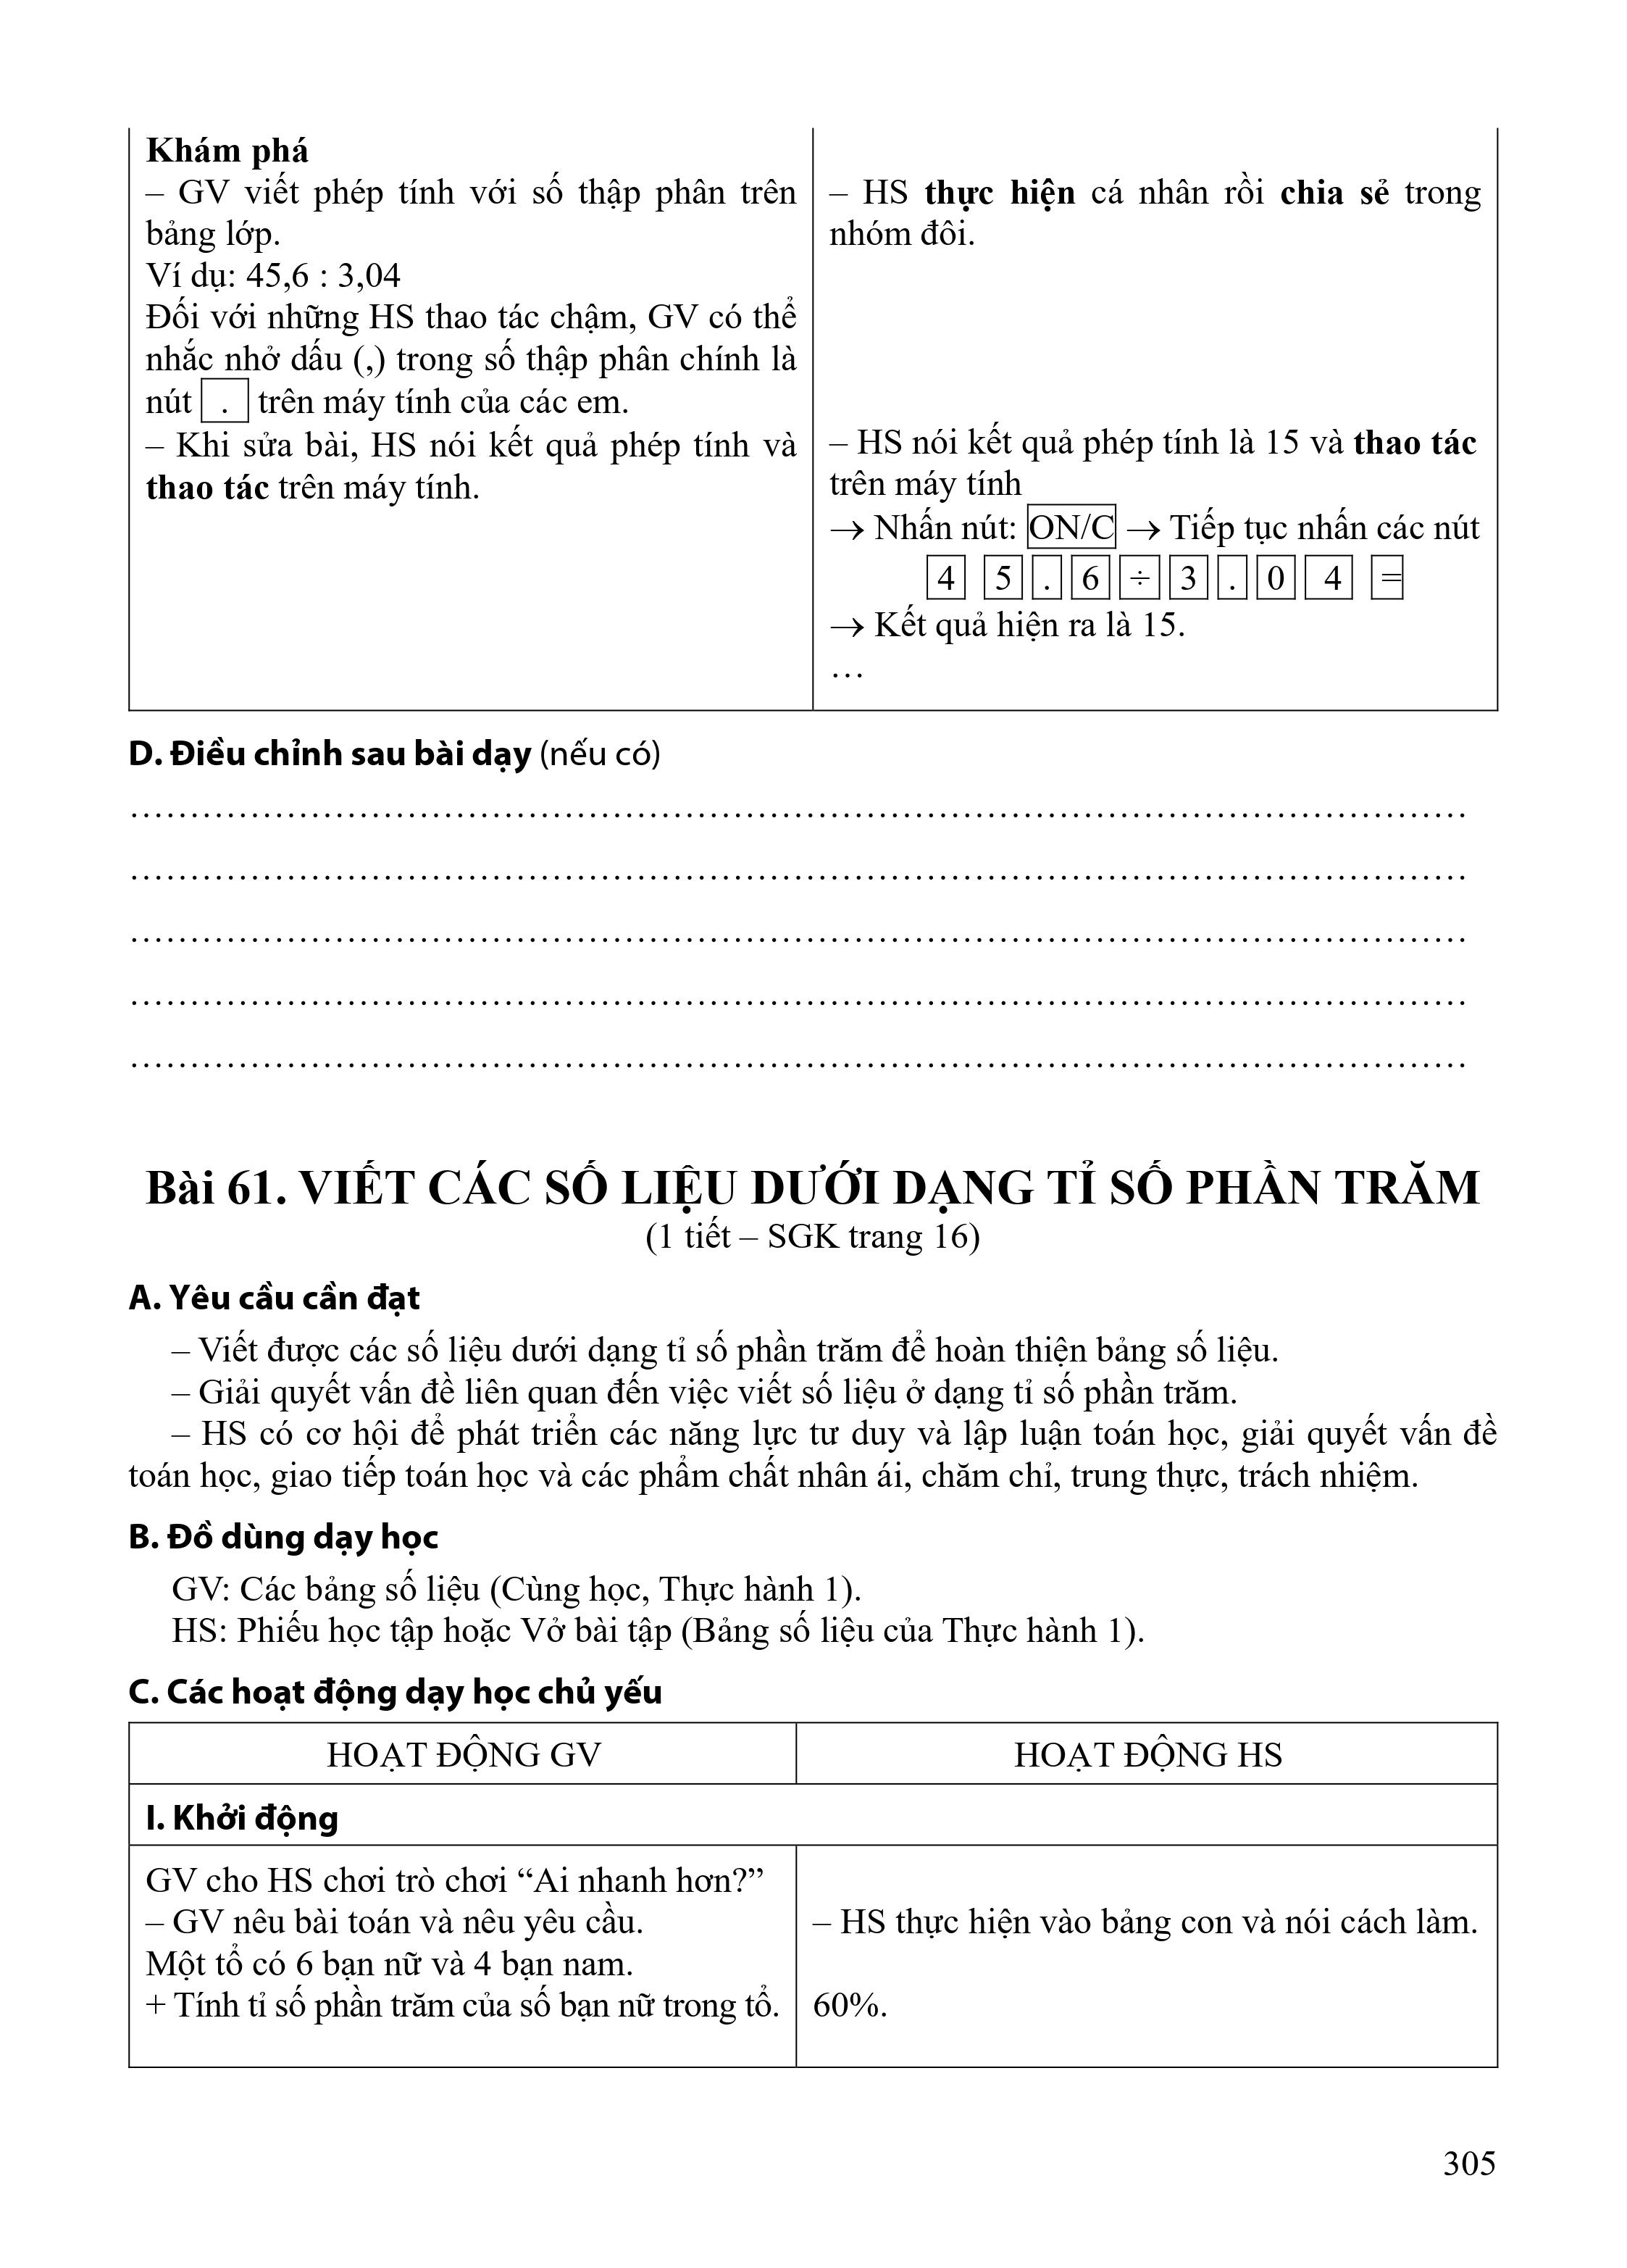 Khám phá
– GV viết phép tính với số thập phân trên
bảng lớp.
Ví dụ: 45,6 : 3,04
Đối với những HS thao tác chậm, GV có thể
nhắc nhở dấu (,) trong số thập phân chính là
nút . trên máy tính của các em.
– Khi sửa bài, HS nói kết quả phép tính và
thao tác trên máy tính.
– HS thực hiện cá nhân rồi chia sẻ trong
nhóm đôi.
– HS nói kết quả phép tính là 15 và thao tác
trên máy tính
→ Nhấn nút: ON/C → Tiếp tục nhấn các nút
4 5 . 6 ÷ 3 . 0 4 =
→ Kết quả hiện ra là 15.
…
D. Điều chỉnh sau bài dạy (nếu có)
………………………………………………………………………………………………
………………………………………………………………………………………………
………………………………………………………………………………………………
………………………………………………………………………………………………
………………………………………………………………………………………………
Bài 61. VIẾT CÁC SỐ LIỆU DƯỚI DẠNG TỈ SỐ PHẦN TRĂM
(1 tiết – SGK trang 16)
A. Yêu cầu cần đạt
– Viết được các số liệu dưới dạng tỉ số phần trăm để hoàn thiện bảng số liệu.
– Giải quyết vấn đề liên quan đến việc viết số liệu ở dạng tỉ số phần trăm.
– HS có cơ hội để phát triển các năng lực tư duy và lập luận toán học, giải quyết vấn đề
toán học, giao tiếp toán học và các phẩm chất nhân ái, chăm chỉ, trung thực, trách nhiệm.
B. Đồ dùng dạy học
GV: Các bảng số liệu (Cùng học, Thực hành 1).
HS: Phiếu học tập hoặc Vở bài tập (Bảng số liệu của Thực hành 1).
C. Các hoạt động dạy học chủ yếu
HOẠT ĐỘNG GV
HOẠT ĐỘNG HS
I. Khởi động
GV cho HS chơi trò chơi “Ai nhanh hơn?”
– GV nêu bài toán và nêu yêu cầu.
Một tổ có 6 bạn nữ và 4 bạn nam.
+ Tính tỉ số phần trăm của số bạn nữ trong tổ.
– HS thực hiện vào bảng con và nói cách làm.
60%.
305